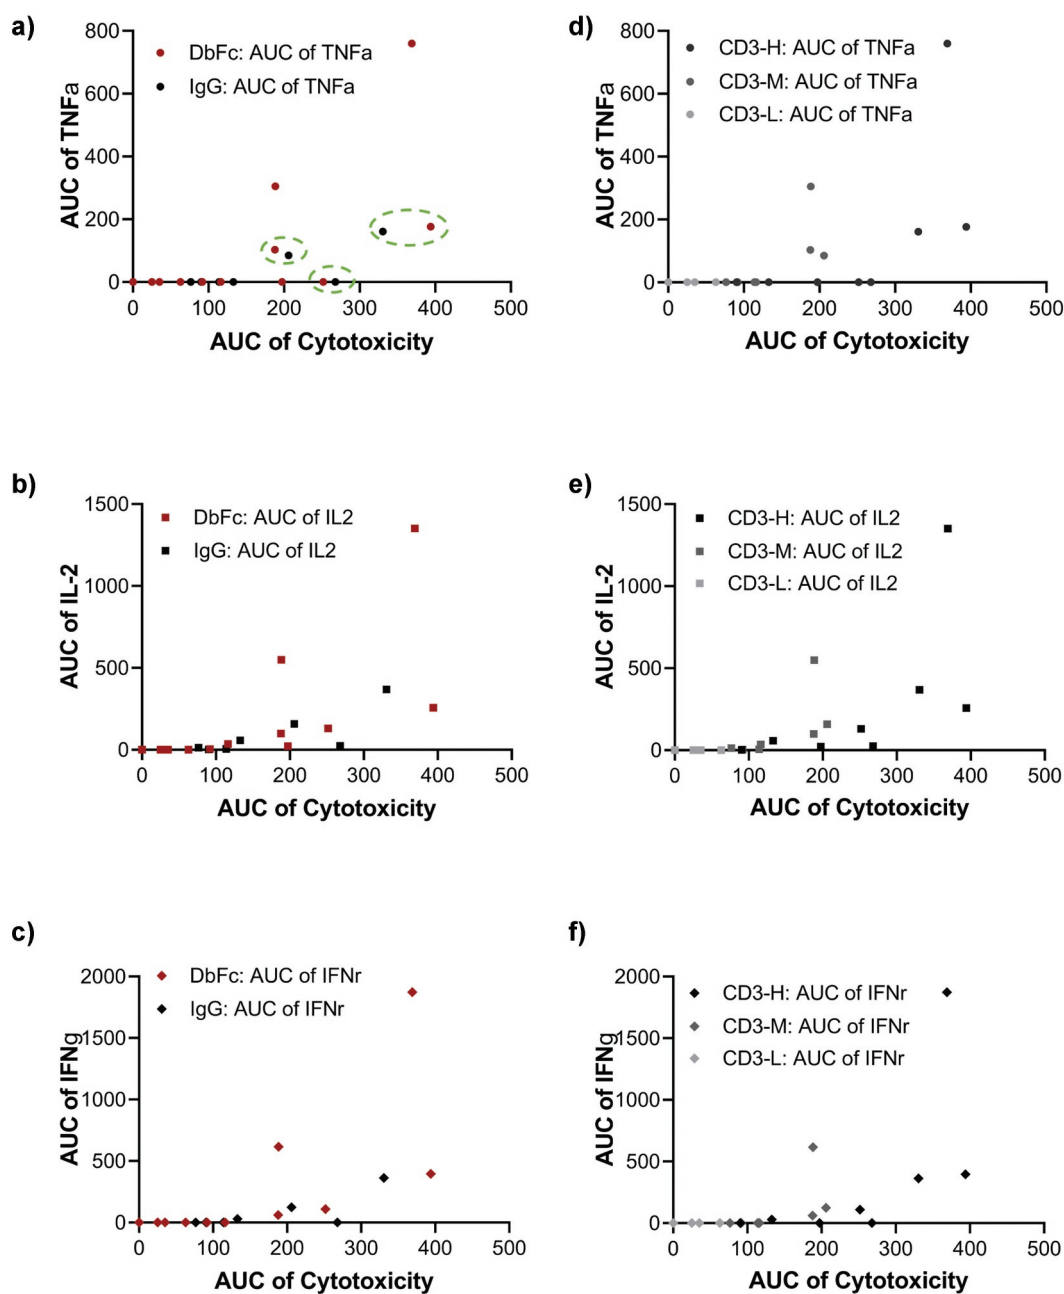 a)
800
600
400
200
0
0 100 200 300 400 500
AUC of TNFa
AUC of Cytotoxicity
DbFc: AUC of TNFa
IgG: AUC of TNFa
d)
800
600
400
200
0
0 100 200 300 400 500
AUC of TNFa
AUC of Cytotoxicity
CD3-H: AUC of TNFa
CD3-M: AUC of TNFa
CD3-L: AUC of TNFa
b)
1500
1000
500
0
0 100 200 300 400 500
AUC of IL-2
AUC of Cytotoxicity
DbFc: AUC of IL2
IgG: AUC of IL2
e)
1500
1000
500
0
0 100 200 300 400 500
AUC of IL-2
AUC of Cytotoxicity
CD3-H: AUC of IL2
CD3-M: AUC of IL2
CD3-L: AUC of IL2
c)
2000
1500
1000
500
0
0 100 200 300 400 500
AUC of IFNg
AUC of Cytotoxicity
DbFc: AUC of IFNr
IgG: AUC of IFNr
f)
2000
1500
1000
500
0
0 100 200 300 400 500
AUC of IFNg
AUC of Cytotoxicity
CD3-H: AUC of IFNr
CD3-M: AUC of IFNr
CD3-L: AUC of IFNr